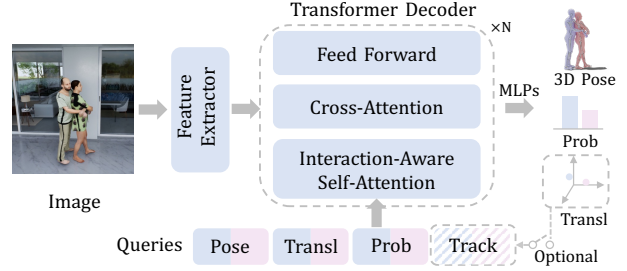 Transformer Decoder
×N
Feed Forward
Cross-Attention
Interaction-Aware
Self-Attention
Feature
Extractor
Image
MLPs
3D Pose
Prob
Transl
Optional
Queries
Pose
Transl
Prob
Track